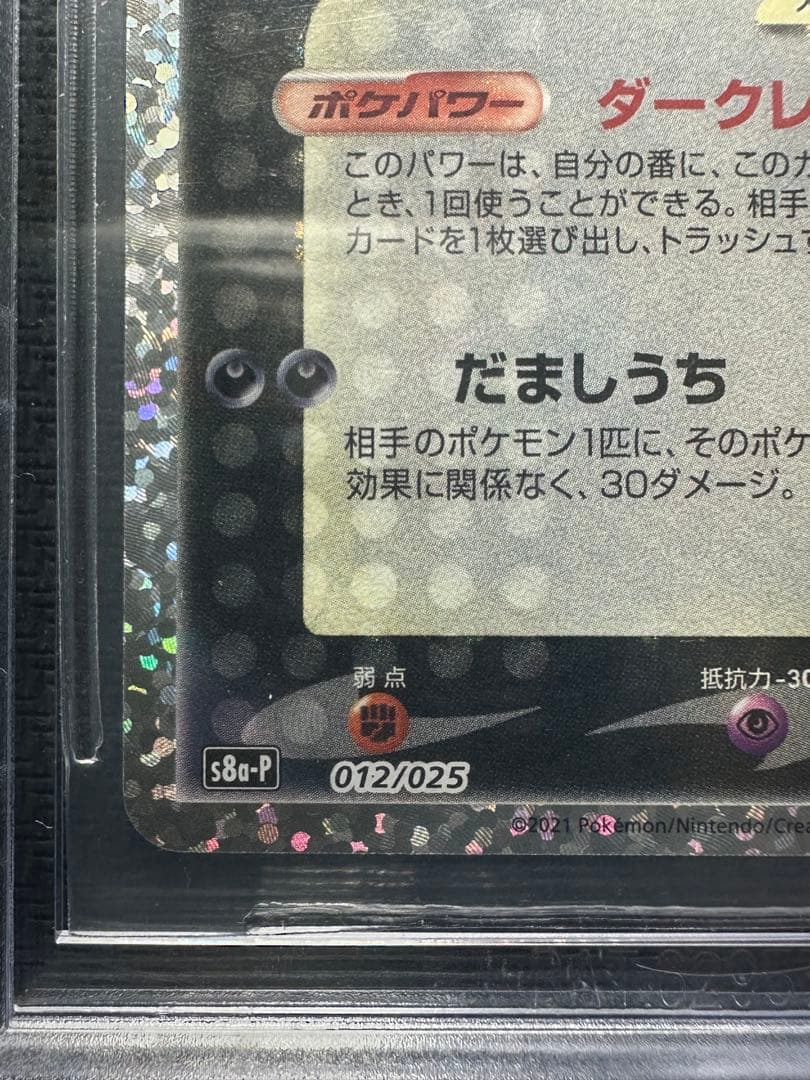 ポケパワー ダークレ
このパワーは、自分の番に、このカ
とき、1回使うことができる。相手
カードを1枚選び出し、トラッシュす
だましうち
相手のポケモン1匹に、そのポケ
効果に関係なく、30ダメージ。
弱点 抵抗力-30
s8a-P 012/025
©2021 Pokémon/Nintendo/Crea